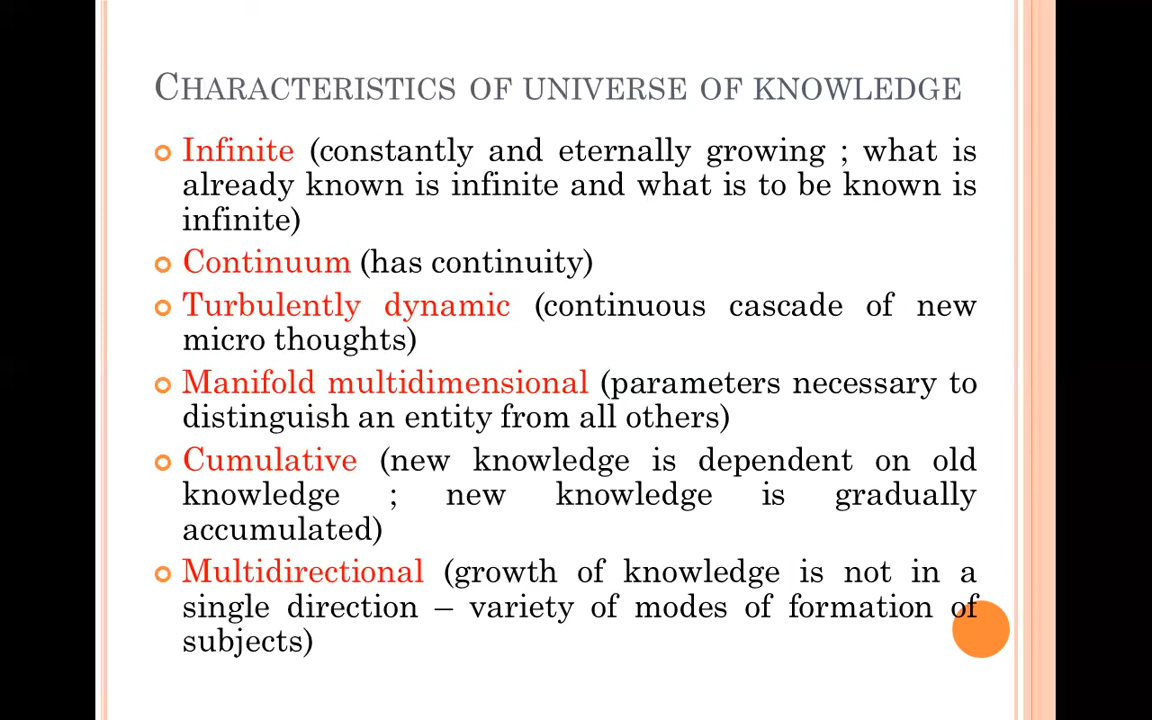 CHARACTERISTICS OF UNIVERSE OF KNOWLEDGE
Infinite (constantly and eternally growing ; what is
already known is infinite and what is to be known is
infinite)
Continuum (has continuity)
Turbulently dynamic (continuous cascade of new
micro thoughts)
Manifold multidimensional (parameters necessary to
distinguish an entity from all others)
Cumulative (new knowledge is dependent on old
knowledge ; new knowledge is gradually
accumulated)
Multidirectional (growth of knowledge is not in a
single direction – variety of modes of formation of
subjects)